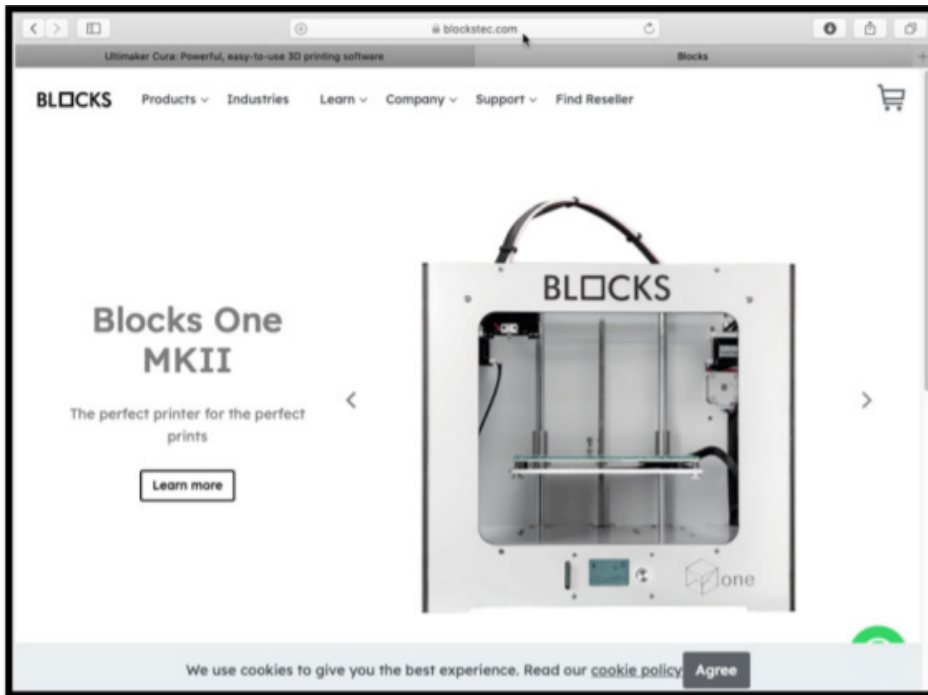 blockstec.com
Ultimaker Cura: Powerful, easy-to-use 3D printing software
Blocks
BLOCKS
Products
Industries
Learn
Company
Support
Find Reseller
BLOCKS
Blocks One
MKII
The perfect printer for the perfect
prints
Learn more
one
We use cookies to give you the best experience. Read our cookie policy
Agree